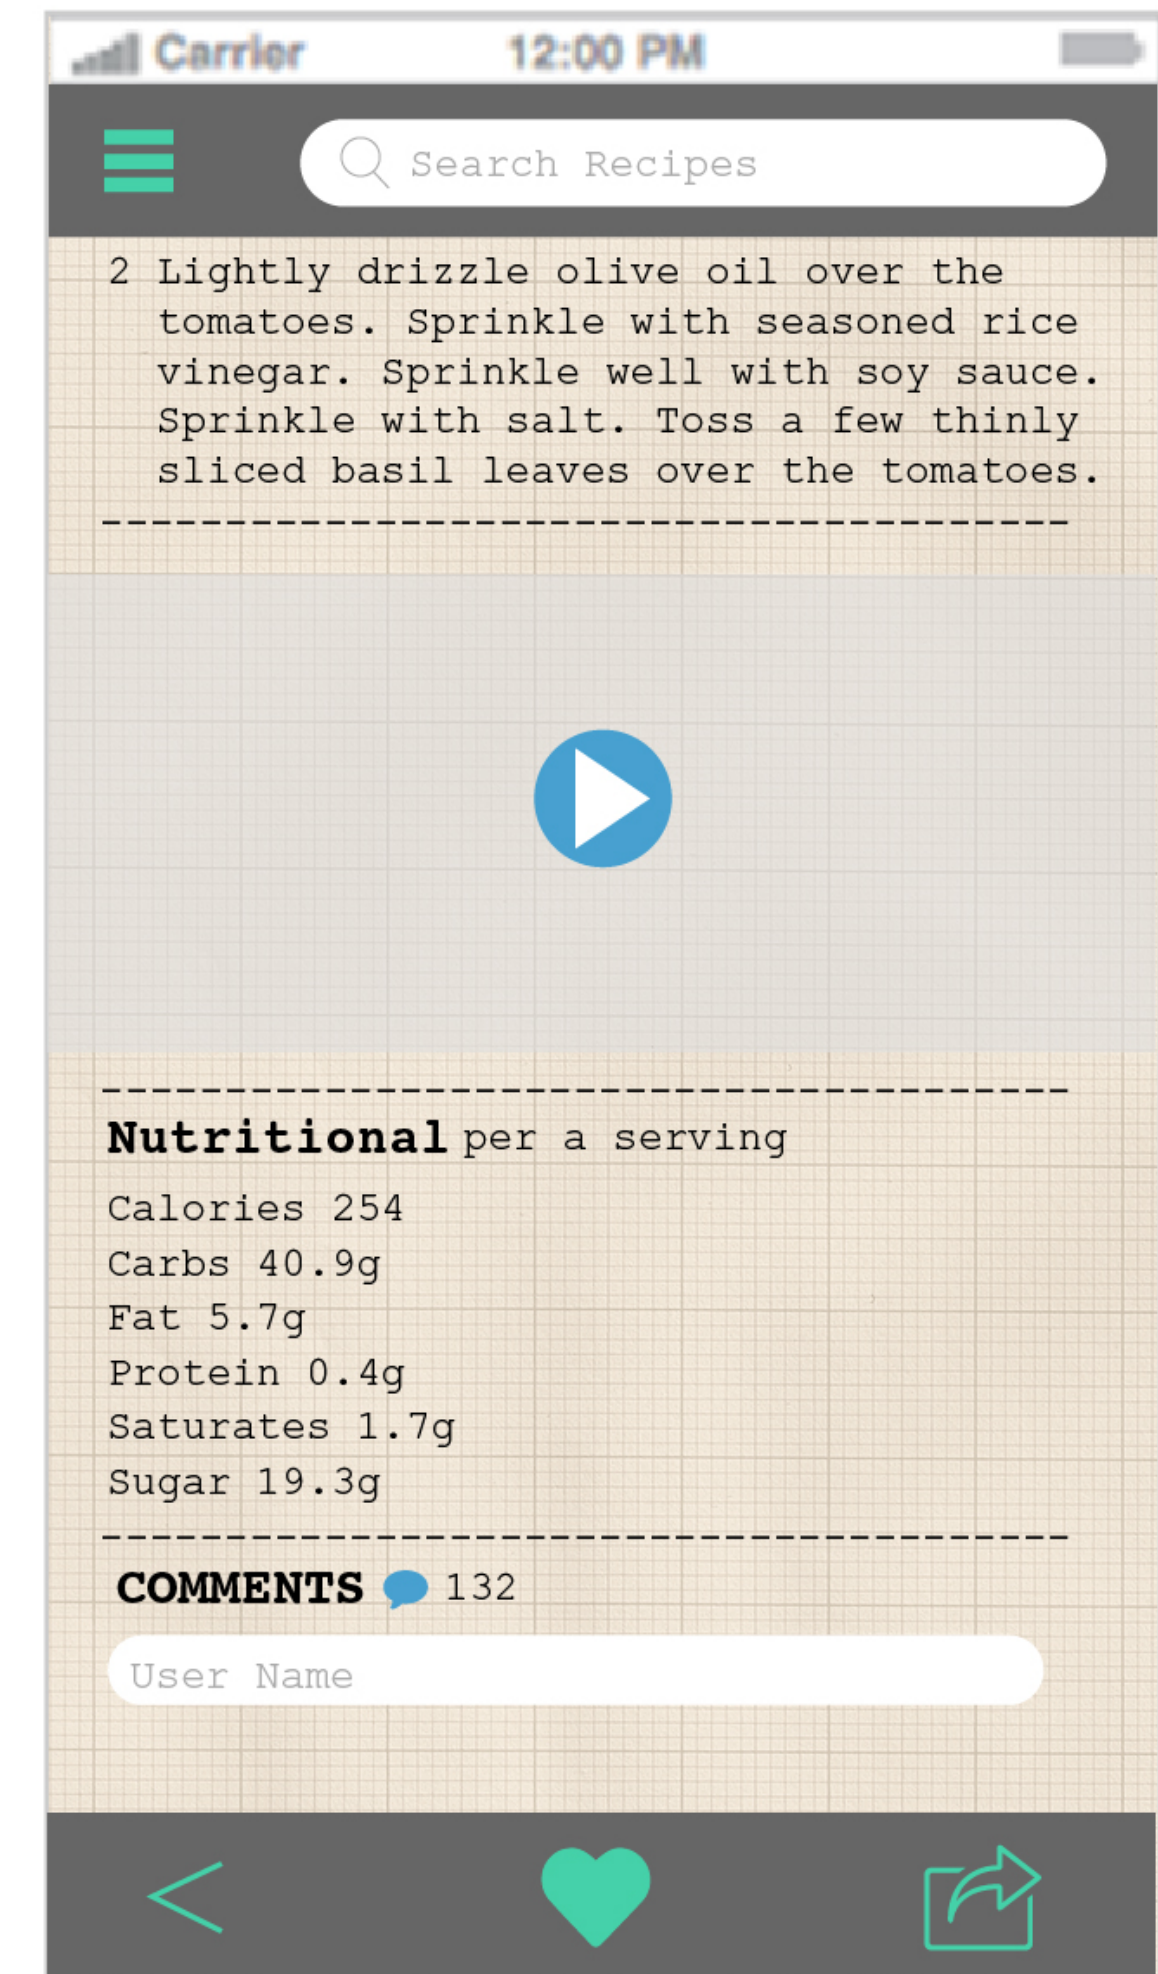 Carrier 12:00 PM
Search Recipes
2 Lightly drizzle olive oil over the
tomatoes. Sprinkle with seasoned rice
vinegar. Sprinkle well with soy sauce.
Sprinkle with salt. Toss a few thinly
sliced basil leaves over the tomatoes.
Nutritional per a serving
Calories 254
Carbs 40.9g
Fat 5.7g
Protein 0.4g
Saturates 1.7g
Sugar 19.3g
COMMENTS 132
User Name